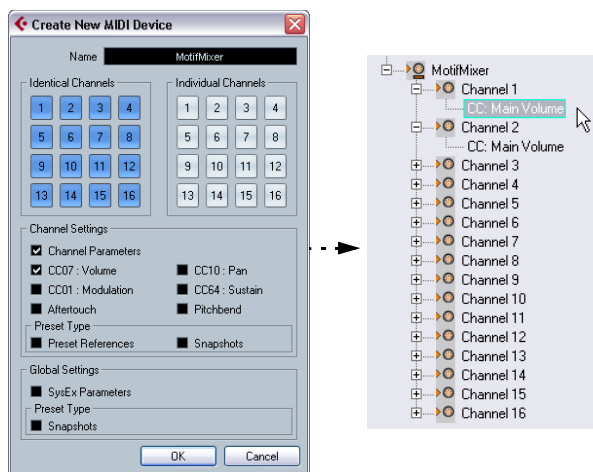 Create New MIDI Device
Name MotifMixer
Identical Channels
1 2 3 4
5 6 7 8
9 10 11 12
13 14 15 16
Individual Channels
1 2 3 4
5 6 7 8
9 10 11 12
13 14 15 16
Channel Settings
Channel Parameters
CC07 : Volume CC10 : Pan
CC01 : Modulation CC64 : Sustain
Aftertouch Pitchbend
Preset Type
Preset References Snapshots
Global Settings
SysEx Parameters
Preset Type
Snapshots
OK Cancel
MotifMixer
Channel 1
CC: Main Volume
Channel 2
CC: Main Volume
Channel 3
Channel 4
Channel 5
Channel 6
Channel 7
Channel 8
Channel 9
Channel 10
Channel 11
Channel 12
Channel 13
Channel 14
Channel 15
Channel 16